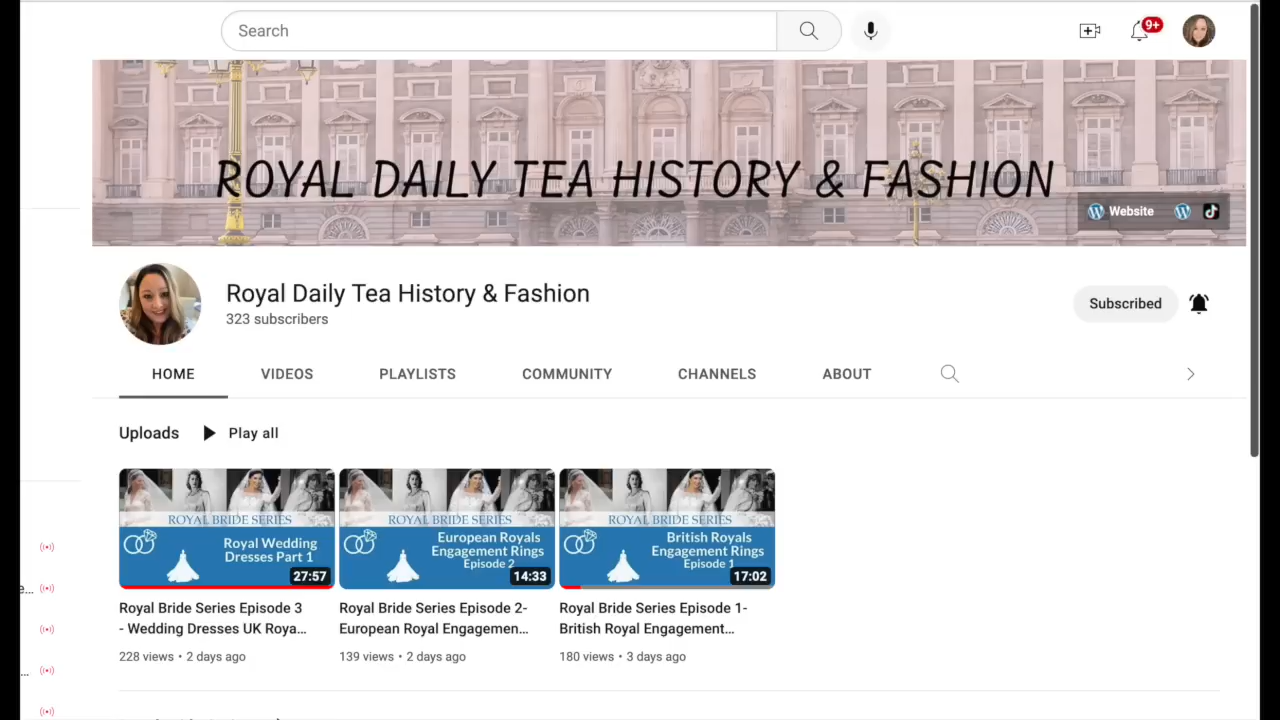 Search
9+
ROYAL DAILY TEA HISTORY & FASHION
Website
Royal Daily Tea History & Fashion
323 subscribers
Subscribed
HOME VIDEOS PLAYLISTS COMMUNITY CHANNELS ABOUT
Uploads Play all
ROYAL BRIDE SERIES
Royal Wedding
Dresses Part 1
27:57
ROYAL BRIDE SERIES
European Royals
Engagement Rings
Episode 2
14:33
ROYAL BRIDE SERIES
British Royals
Engagement Rings
Episode 1
17:02
Royal Bride Series Episode 3
- Wedding Dresses UK Roya...
228 views • 2 days ago
Royal Bride Series Episode 2-
European Royal Engagemen...
139 views • 2 days ago
Royal Bride Series Episode 1-
British Royal Engagement...
180 views • 3 days ago
e...
...